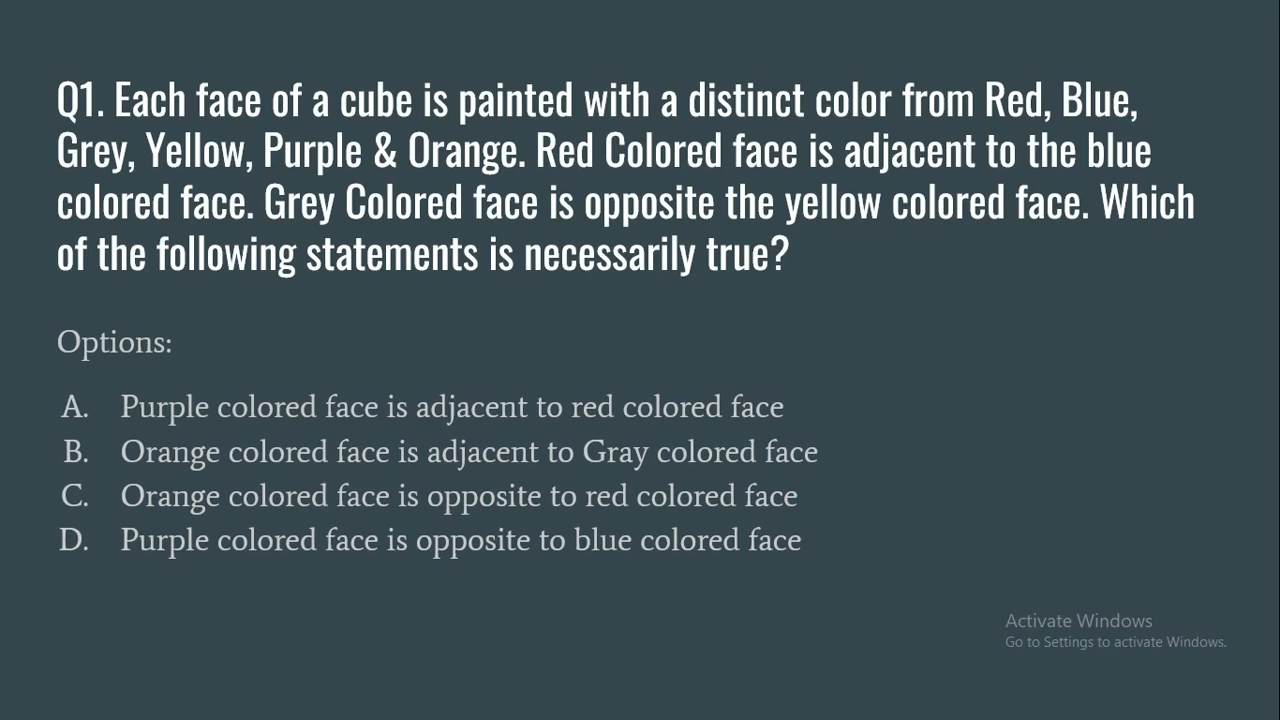 Q1. Each face of a cube is painted with a distinct color from Red, Blue,
Grey, Yellow, Purple & Orange. Red Colored face is adjacent to the blue
colored face. Grey Colored face is opposite the yellow colored face. Which
of the following statements is necessarily true?
Options:
A. Purple colored face is adjacent to red colored face
B. Orange colored face is adjacent to Gray colored face
C. Orange colored face is opposite to red colored face
D. Purple colored face is opposite to blue colored face
Activate Windows
Go to Settings to activate Windows.